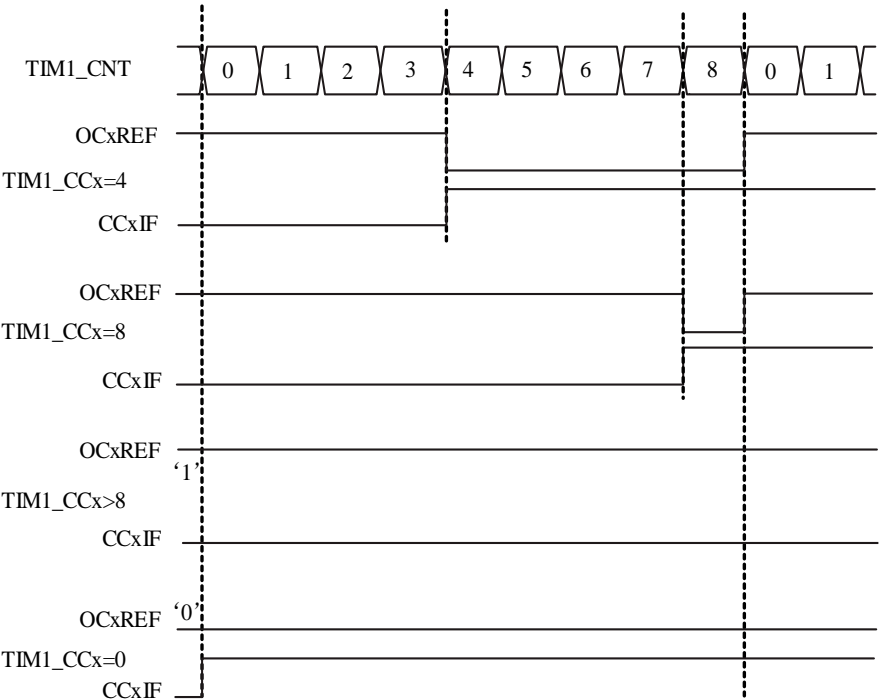 TIM1_CNT 0 1 2 3 4 5 6 7 8 0 1
OCxREF
TIM1_CCx=4
CCxIF
OCxREF
TIM1_CCx=8
CCxIF
OCxREF
‘1’
TIM1_CCx>8
CCxIF
OCxREF ‘0’
TIM1_CCx=0
CCxIF